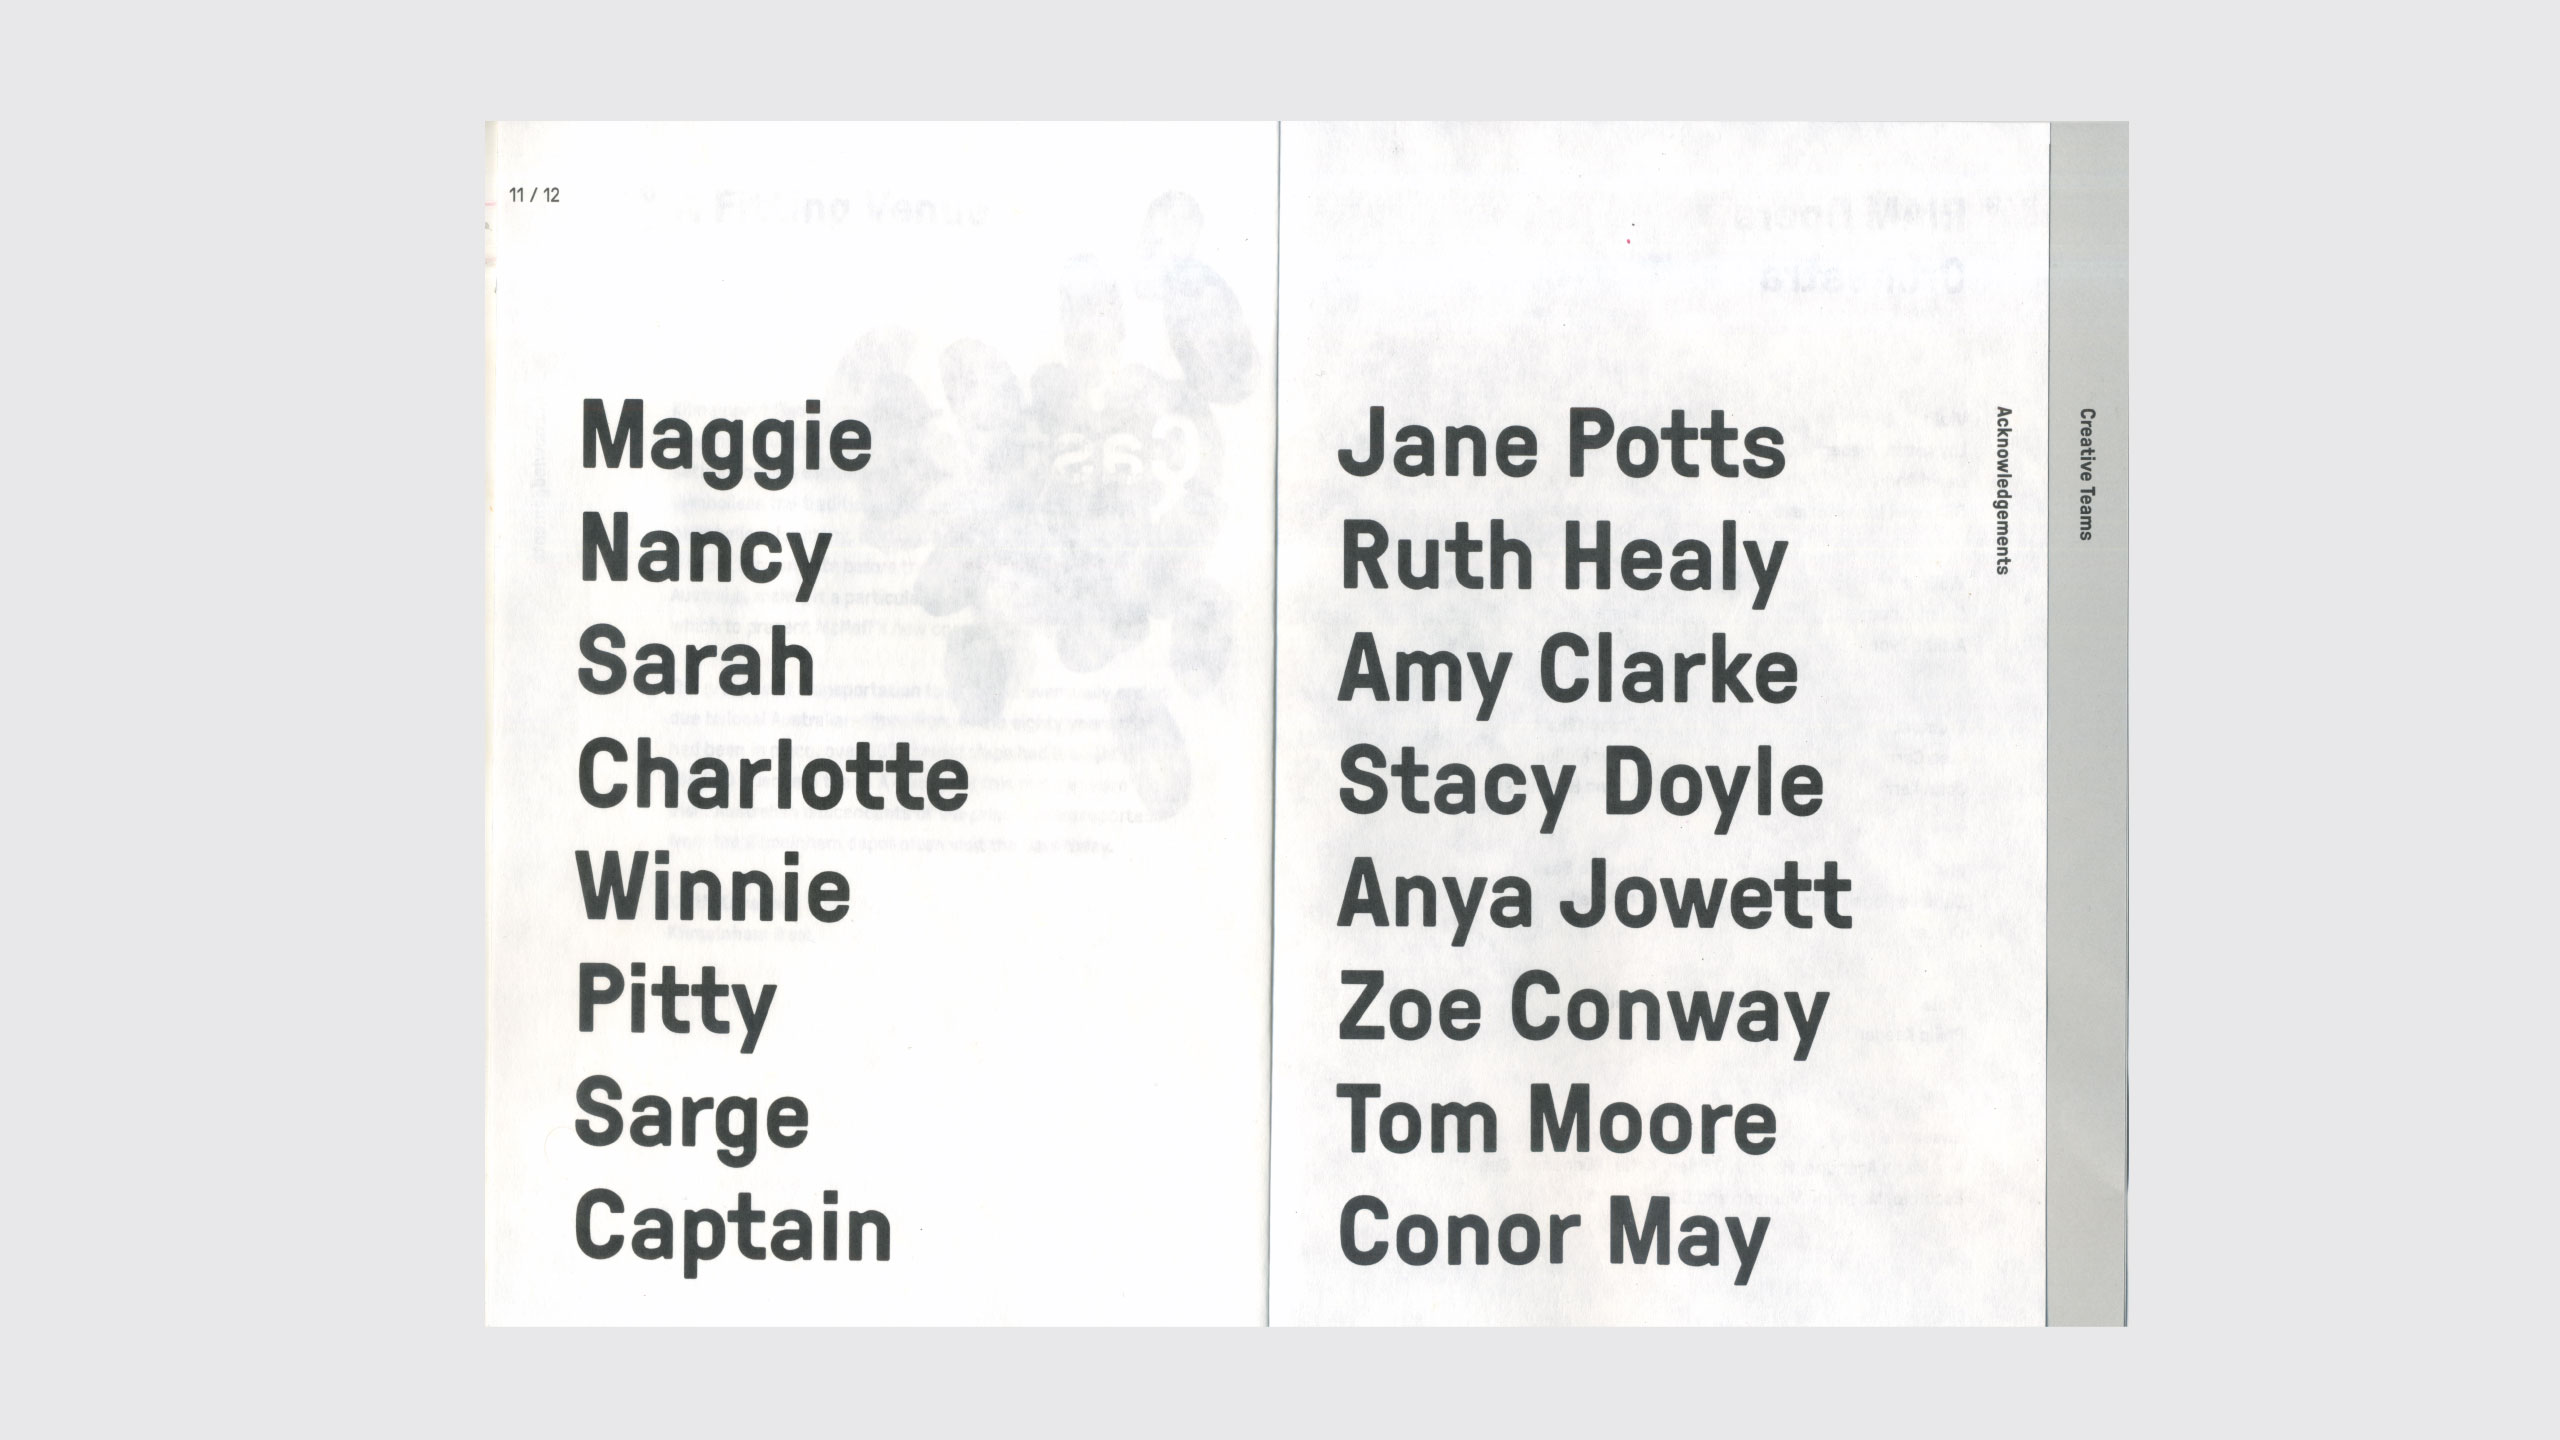 11 / 12
Maggie
Nancy
Sarah
Charlotte
Winnie
Pitty
Sarge
Captain
Jane Potts
Ruth Healy
Amy Clarke
Stacy Doyle
Anya Jowett
Zoe Conway
Tom Moore
Conor May
Acknowledgements
Creative Teams